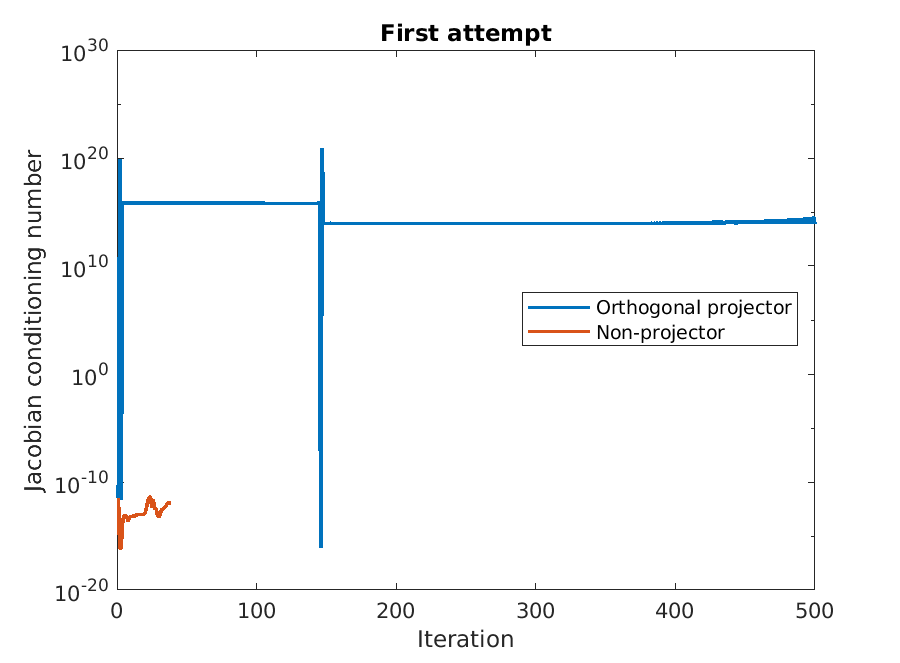 First attempt
Jacobian conditioning number
10^30
10^20
10^10
10^0
10^-10
10^-20
Orthogonal projector
Non-projector
0 100 200 300 400 500
Iteration